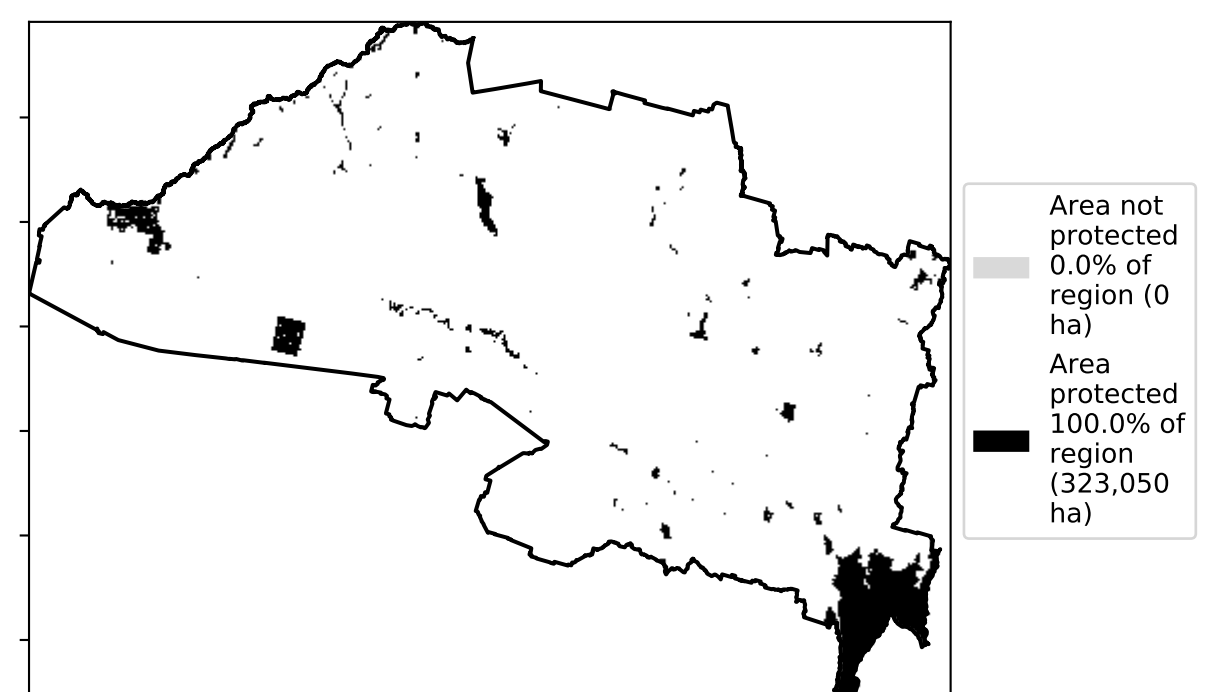 Area not
protected
0.0% of
region (0
ha)
Area
protected
100.0% of
region
(323,050
ha)